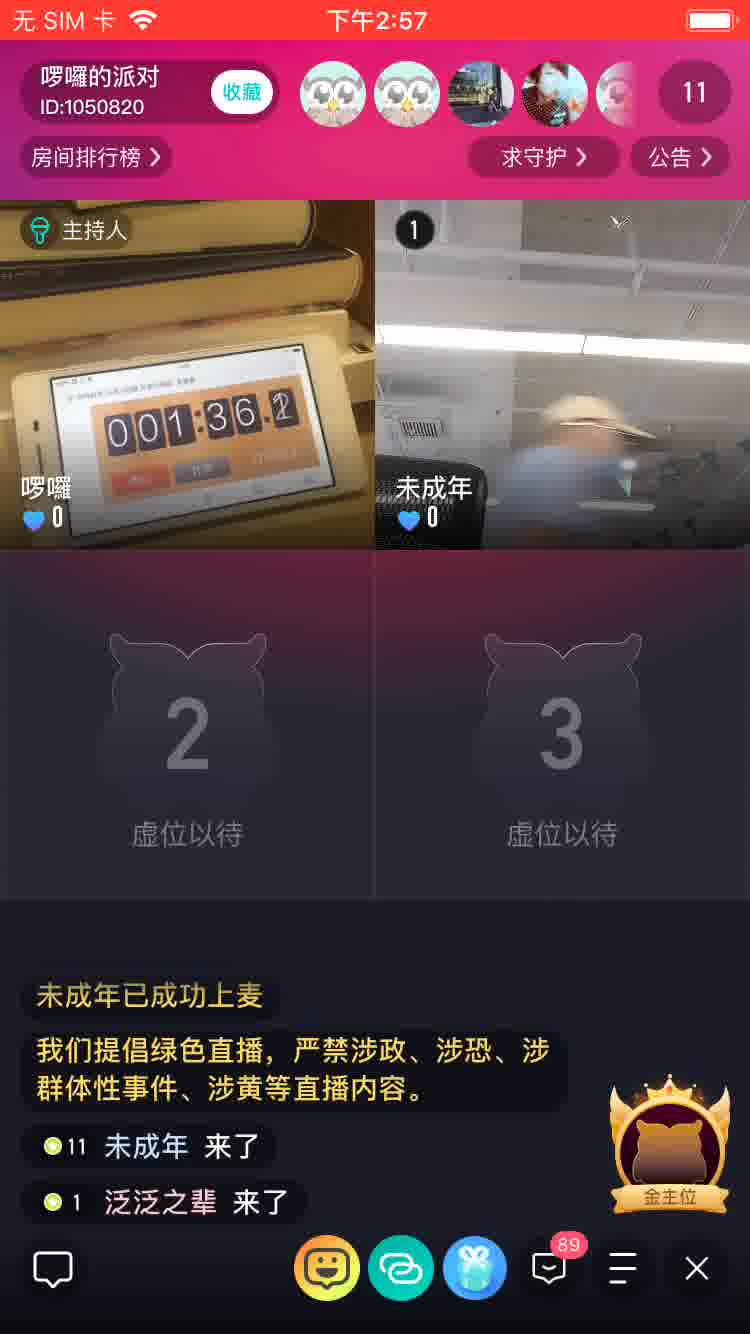 无 SIM 卡
下午2:57
啰囉的派对
ID:1050820
收藏
11
房间排行榜
求守护
公告
主持人
1
001:36.2
啰囉
0
未成年
0
2
3
虚位以待
虚位以待
未成年已成功上麦
我们提倡绿色直播，严禁涉政、涉恐、涉
群体性事件、涉黄等直播内容。
11 未成年 来了
1 泛泛之辈 来了
金主位
89